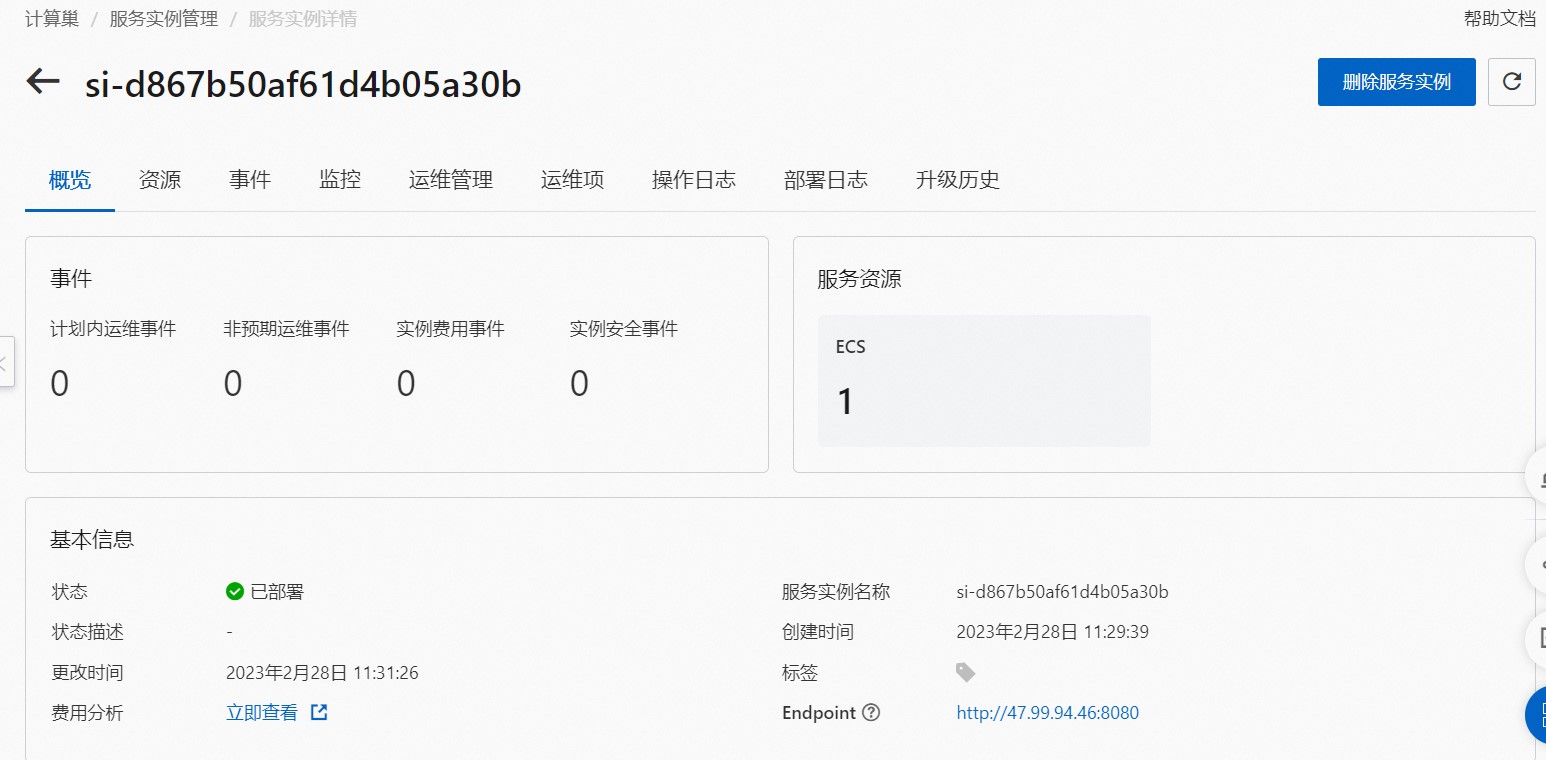 计算巢 / 服务实例管理 / 服务实例详情
帮助文档
si-d867b50af61d4b05a30b
删除服务实例
概览 资源 事件 监控 运维管理 运维项 操作日志 部署日志 升级历史
事件
计划内运维事件 非预期运维事件 实例费用事件 实例安全事件
0 0 0 0
服务资源
ECS
1
基本信息
状态 已部署
服务实例名称 si-d867b50af61d4b05a30b
状态描述 -
创建时间 2023年2月28日 11:29:39
更改时间 2023年2月28日 11:31:26
标签
费用分析 立即查看
Endpoint http://47.99.94.46:8080